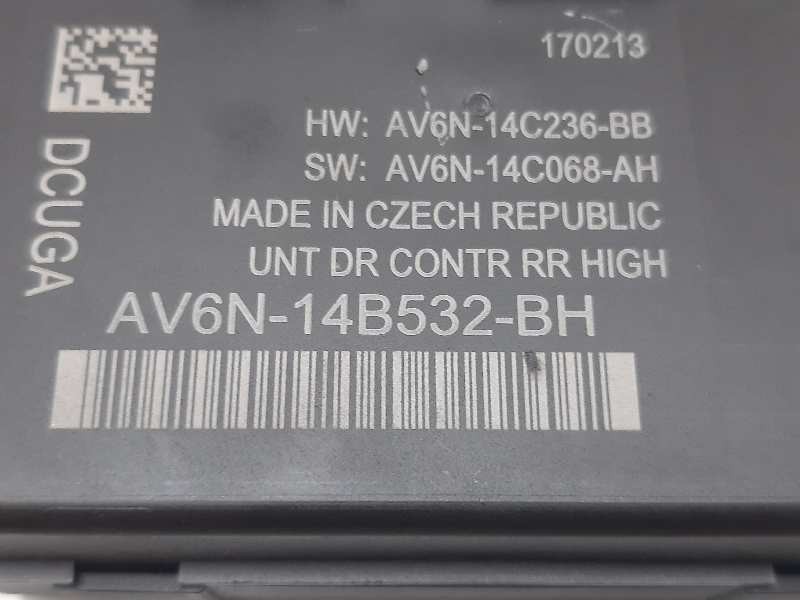 170213
HW: AV6N-14C236-BB
SW: AV6N-14C068-AH
MADE IN CZECH REPUBLIC
UNT DR CONTR RR HIGH
DCUGA
AV6N-14B532-BH